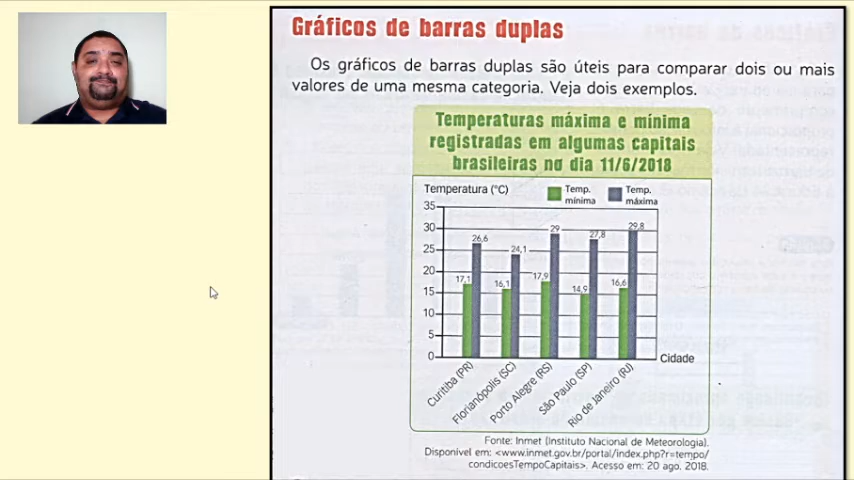 Gráficos de barras duplas
Os gráficos de barras duplas são úteis para comparar dois ou mais
valores de uma mesma categoria. Veja dois exemplos.
Temperaturas máxima e mínima
registradas em algumas capitais
brasileiras no dia 11/6/2018
Temperatura (°C)
Temp.
mínima
Temp.
máxima
35
30
25
20
15
10
5
0
17,1
26,6
16,1
24,1
17,9
29
14,9
27,8
16,6
29,8
Cidade
Curitiba (PR)
Florianópolis (SC)
Porto Alegre (RS)
São Paulo (SP)
Rio de Janeiro (RJ)
Fonte: Inmet (Instituto Nacional de Meteorologia).
Disponível em: <www.inmet.gov.br/portal/index.php?r=tempo/
condicoesTempoCapitais>. Acesso em: 20 ago. 2018.